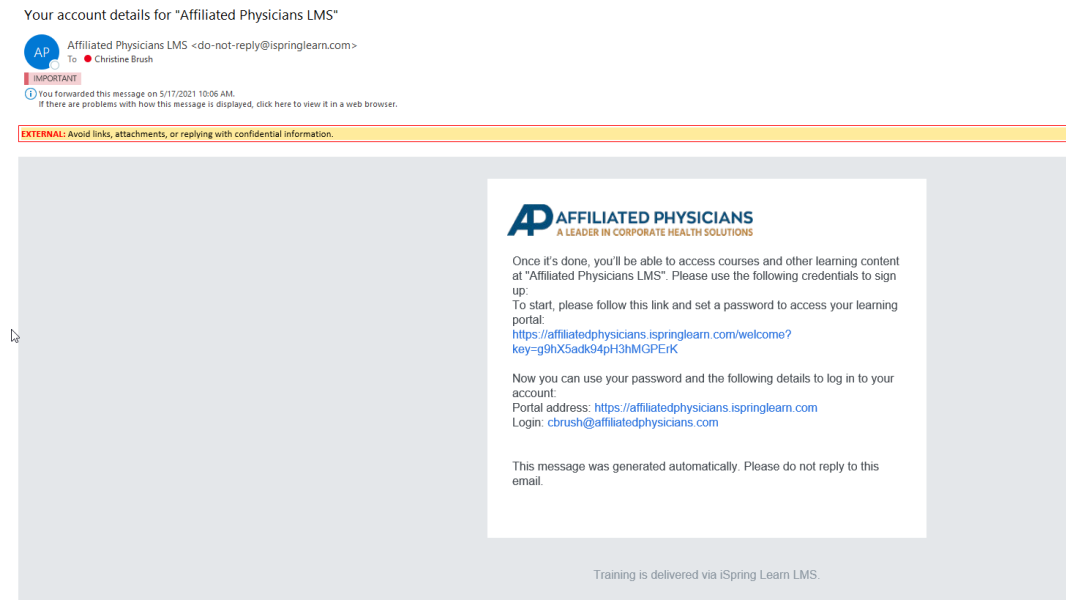 Your account details for "Affiliated Physicians LMS"
AP
Affiliated Physicians LMS <do-not-reply@ispringlearn.com>
To Christine Brush
IMPORTANT
You forwarded this message on 5/17/2021 10:06 AM.
If there are problems with how this message is displayed, click here to view it in a web browser.
EXTERNAL: Avoid links, attachments, or replying with confidential information.
AP AFFILIATED PHYSICIANS
A LEADER IN CORPORATE HEALTH SOLUTIONS
Once it's done, you'll be able to access courses and other learning content
at "Affiliated Physicians LMS". Please use the following credentials to sign
up:
To start, please follow this link and set a password to access your learning
portal:
https://affiliatedphysicians.ispringlearn.com/welcome?
key=g9hX5adk94pH3hMGPErK
Now you can use your password and the following details to log in to your
account:
Portal address: https://affiliatedphysicians.ispringlearn.com
Login: cbrush@affiliatedphysicians.com
This message was generated automatically. Please do not reply to this
email.
Training is delivered via iSpring Learn LMS.